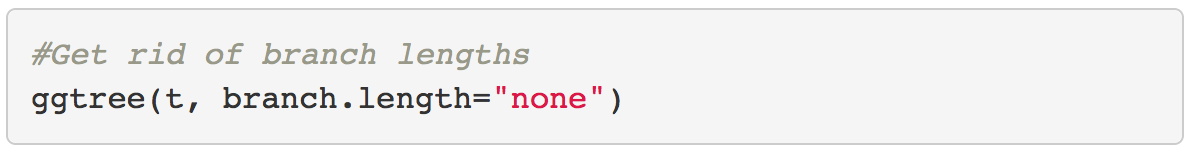 #Get rid of branch lengths
ggtree(t, branch.length="none")